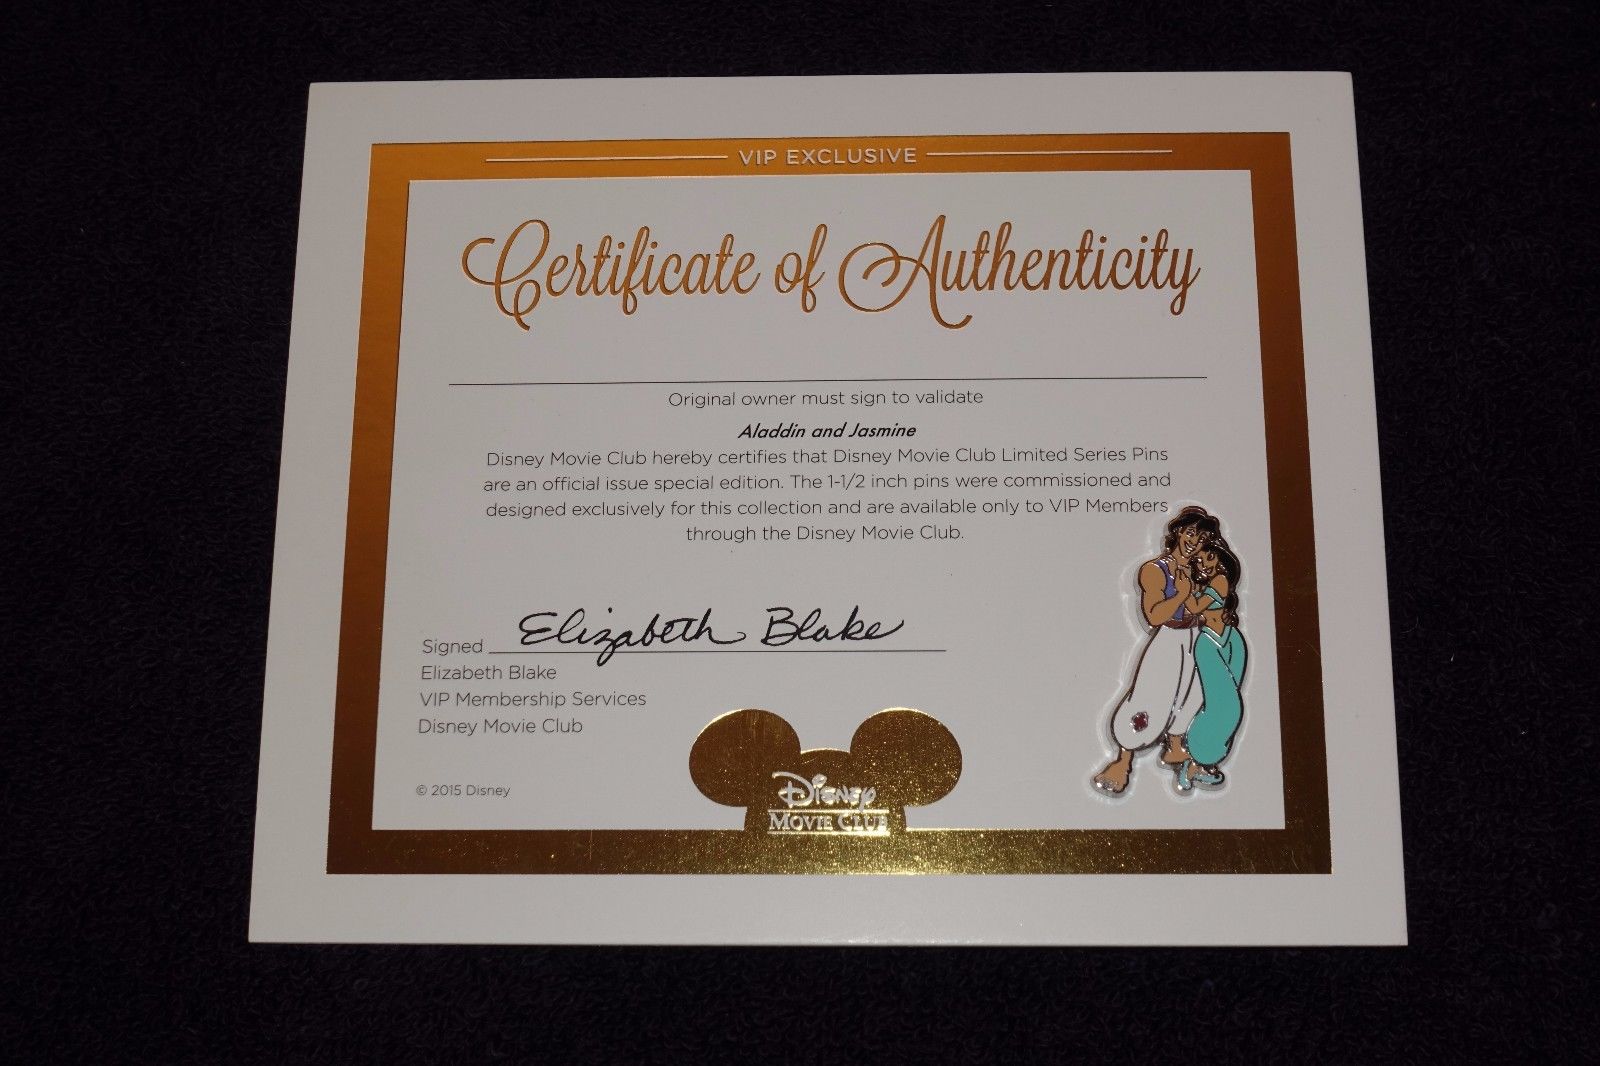 VIP EXCLUSIVE
Certificate of Authenticity
Original owner must sign to validate
Aladdin and Jasmine
Disney Movie Club hereby certifies that Disney Movie Club Limited Series Pins
are an official issue special edition. The 1-1/2 inch pins were commissioned and
designed exclusively for this collection and are available only to VIP Members
through the Disney Movie Club.
Signed Elizabeth Blake
Elizabeth Blake
VIP Membership Services
Disney Movie Club
© 2015 Disney
Disney
MOVIE CLUB